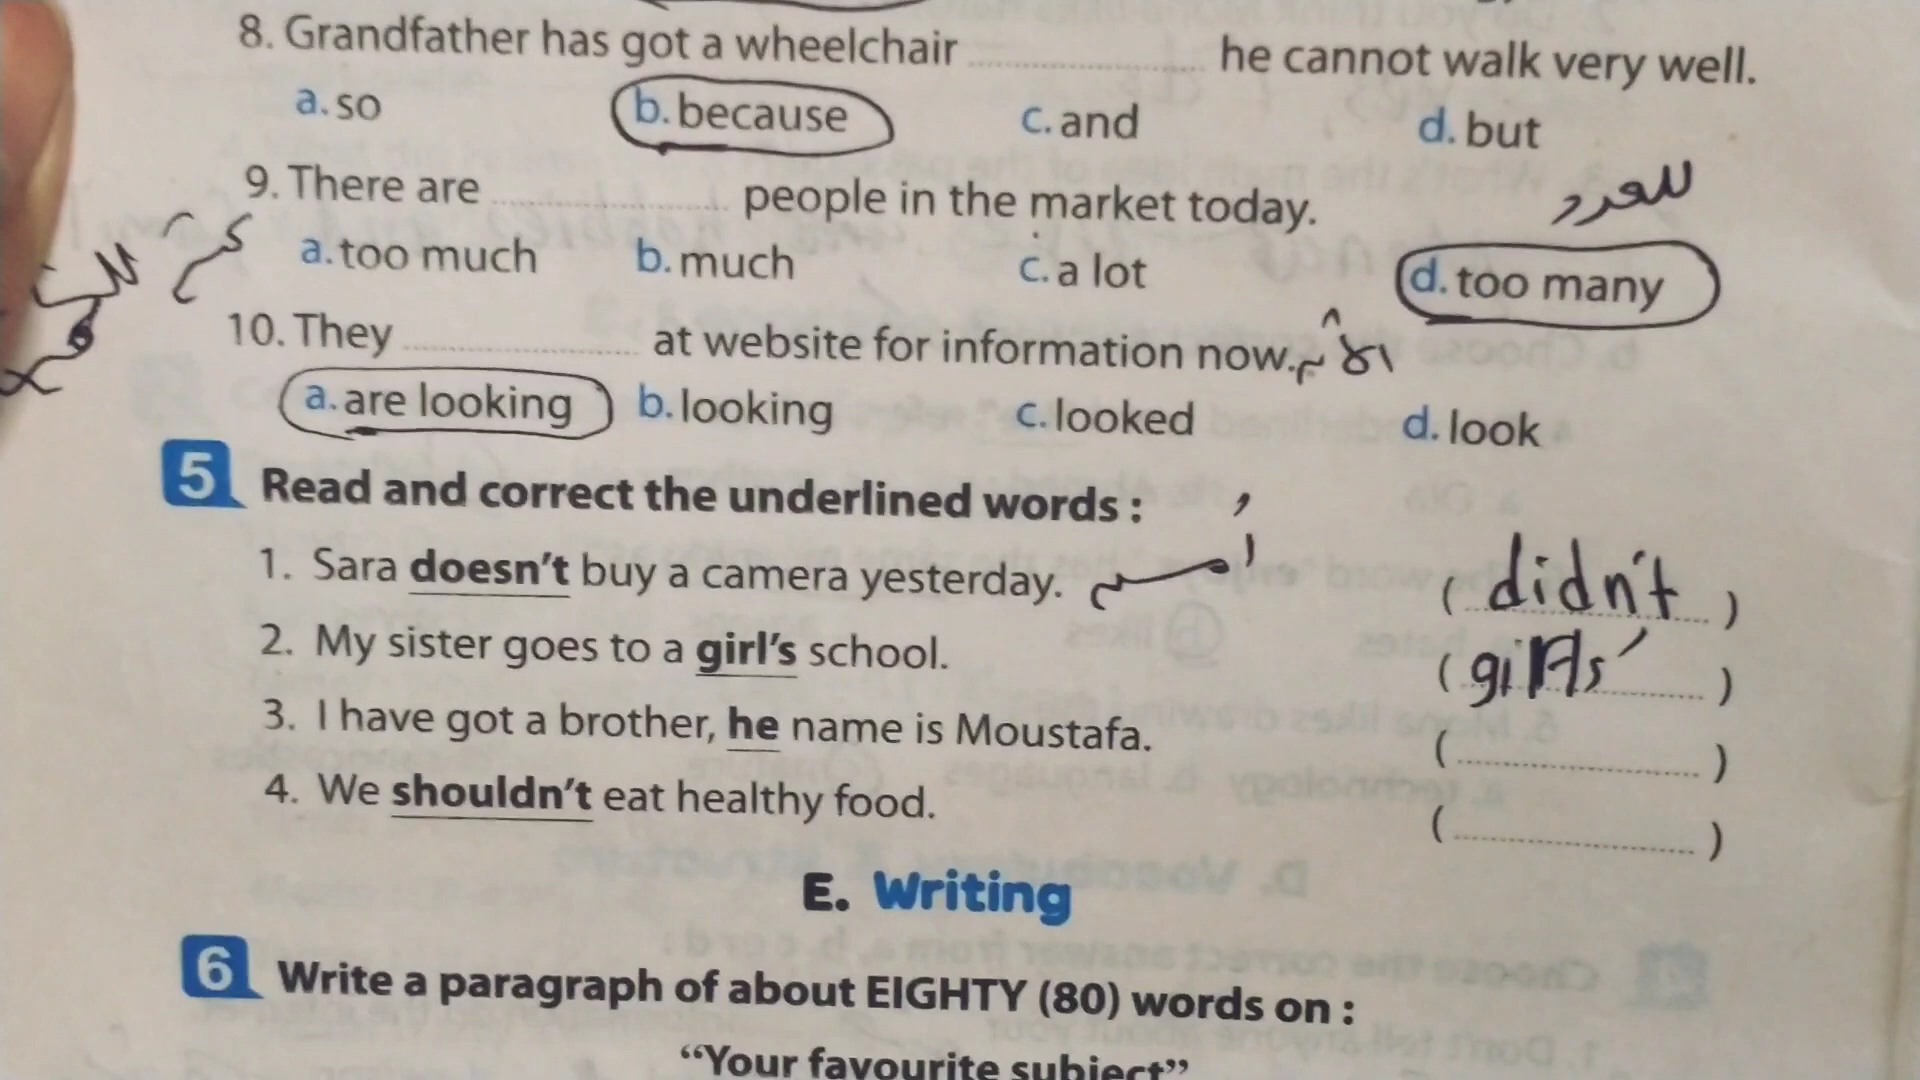 8. Grandfather has got a wheelchair ............ he cannot walk very well.
a. so b. because c. and d. but
للعدد
9. There are ............ people in the market today.
a. too much b. much c. a lot d. too many
10. They ............ at website for information now. الآن
a. are looking b. looking c. looked d. look
5 Read and correct the underlined words :
1. Sara doesn't buy a camera yesterday. أمس ( didn't )
2. My sister goes to a girl's school. ( girls' )
3. I have got a brother, he name is Moustafa. (............)
4. We shouldn't eat healthy food. (............)
E. Writing
6 Write a paragraph of about EIGHTY (80) words on :
“Your favourite subject”